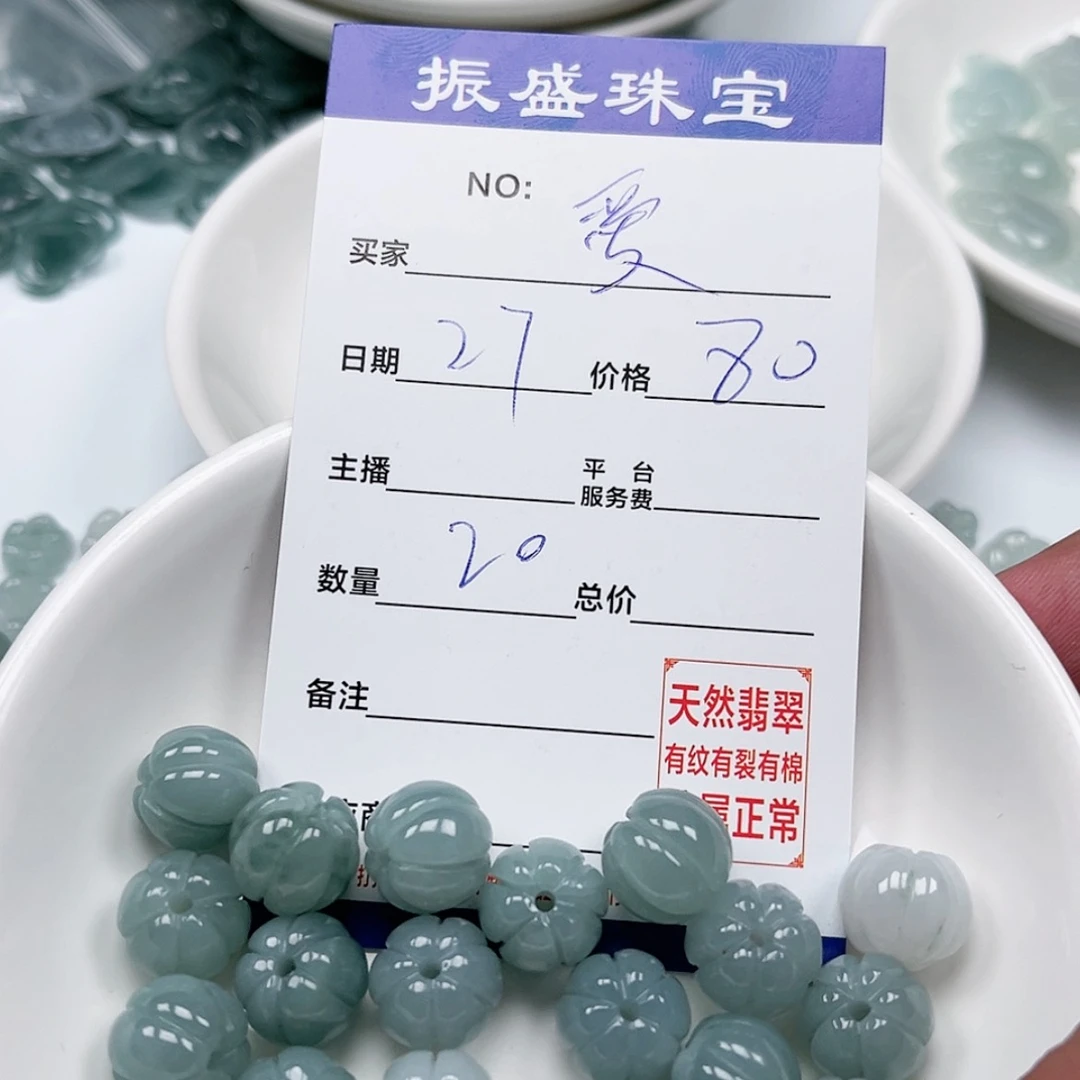 振盛珠宝
NO:
买家
日期 27 价格 80
主播 平台服务费
数量 20 总价
备注
天然翡翠
有纹有裂有棉
属正常